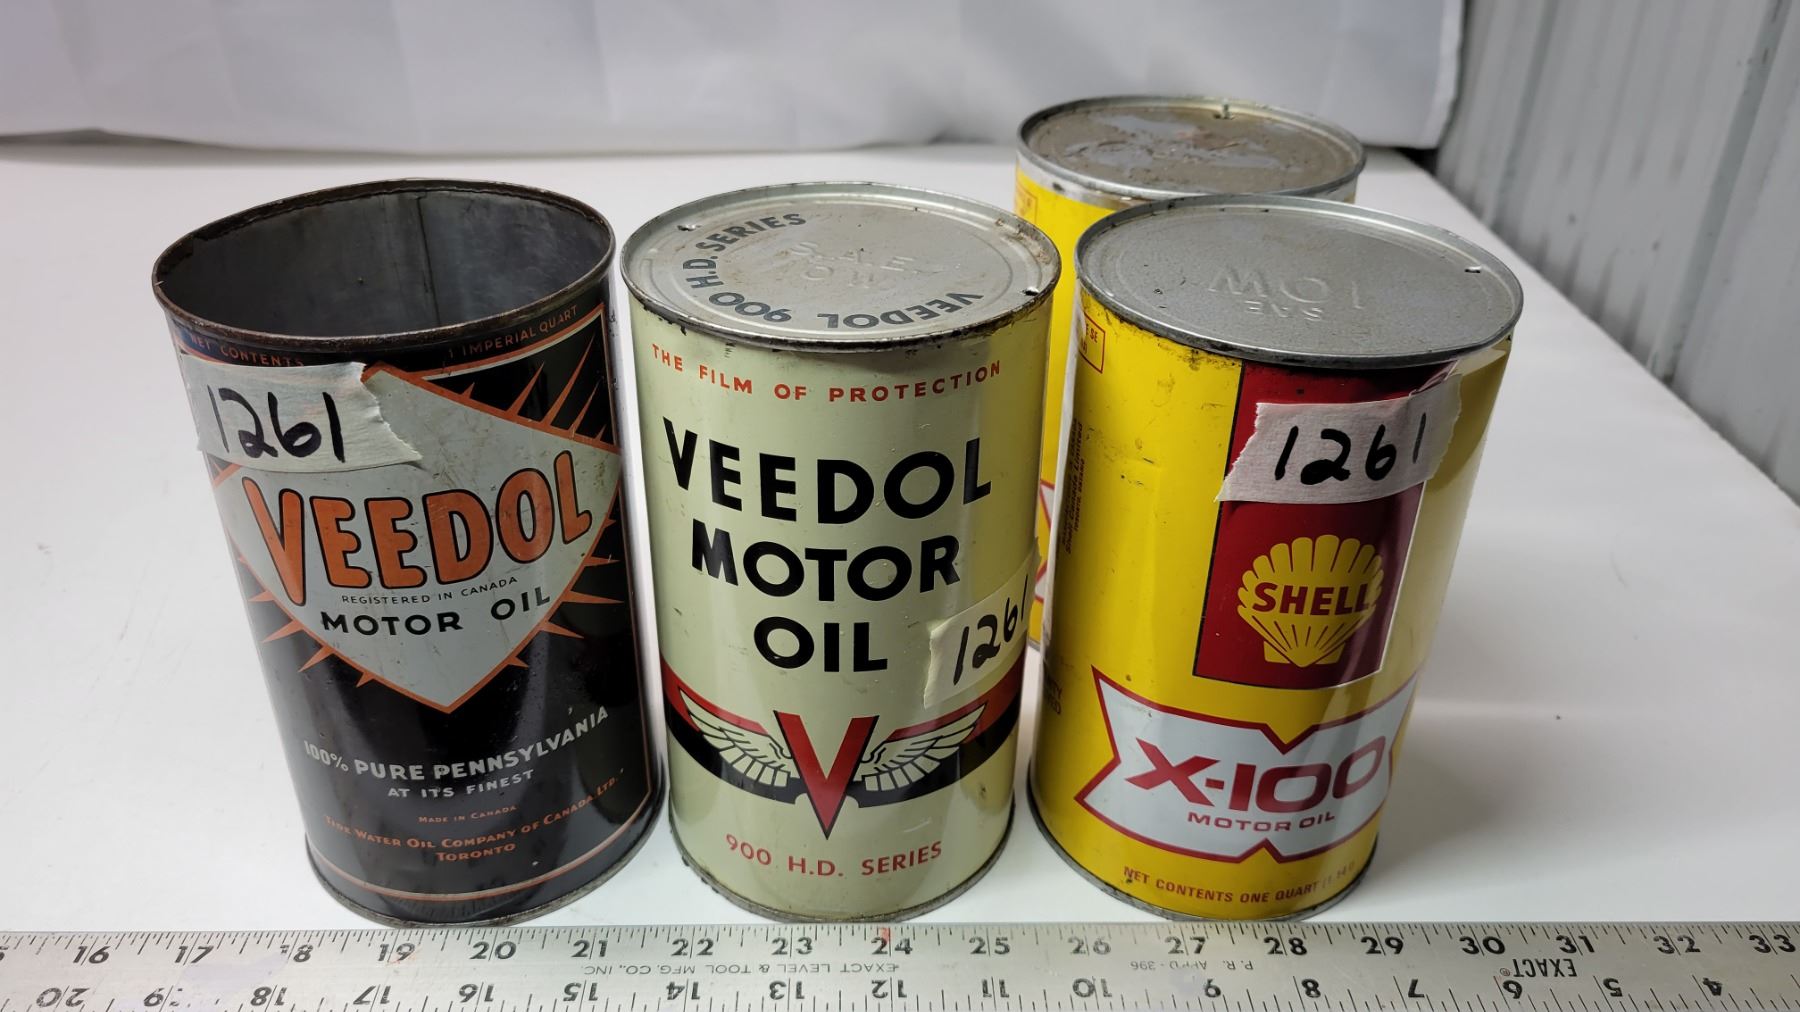 NET CONTENTS
1 IMPERIAL QUART
1261
VEEDOL
REGISTERED IN CANADA
MOTOR OIL
100% PURE PENNSYLVANIA
AT ITS FINEST
MADE IN CANADA
TIDE WATER OIL COMPANY OF CANADA, LTD.
TORONTO
VEEDOL 900 H.D. SERIES
S.A.E.
10W
THE FILM OF PROTECTION
VEEDOL
MOTOR
OIL
1261
V
900 H.D. SERIES
SAE
10W
1261
SHELL
X-100
MOTOR OIL
NET CONTENTS ONE QUART
16 17 18 19 20 21 22 23 24 25 26 27 28 29 30 31 32 33
EXACT LEVEL & TOOL MFG. CO., INC.
P. R. APP'D - 396
EXACT
20 19 18 17 16 15 14 13 12 11 10 9 8 7 6 5 4